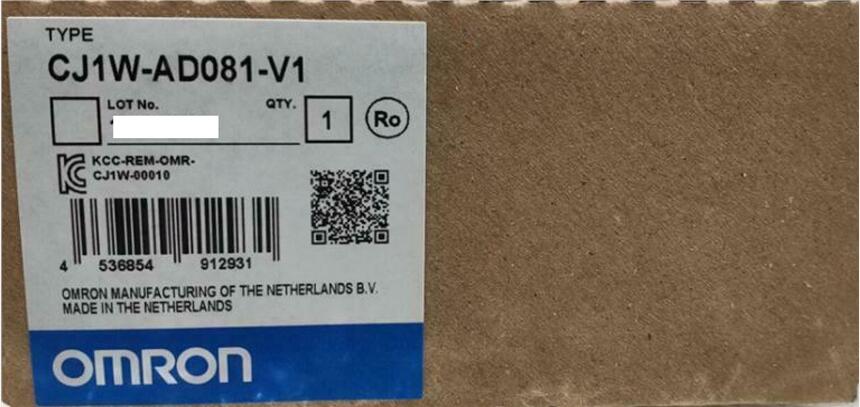 TYPE
CJ1W-AD081-V1
LOT No.
QTY.
1
Ro
KCC-REM-OMR-
CJ1W-00010
4 536854 912931
OMRON MANUFACTURING OF THE NETHERLANDS B.V.
MADE IN THE NETHERLANDS
OMRON